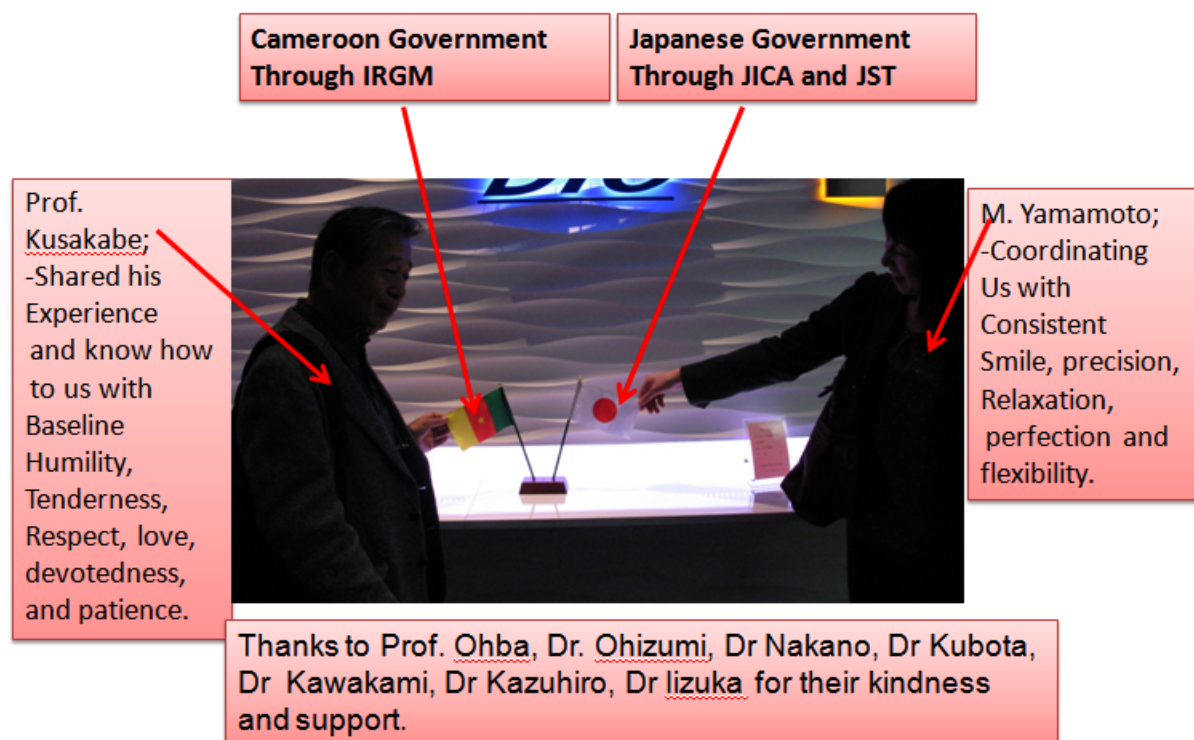 Cameroon Government
Through IRGM
Japanese Government
Through JICA and JST
Prof.
Kusakabe;
-Shared his
Experience
and know how
to us with
Baseline
Humility,
Tenderness,
Respect, love,
devotedness,
and patience.
M. Yamamoto;
-Coordinating
Us with
Consistent
Smile, precision,
Relaxation,
perfection and
flexibility.
Thanks to Prof. Ohba, Dr. Ohizumi, Dr Nakano, Dr Kubota,
Dr Kawakami, Dr Kazuhiro, Dr Iizuka for their kindness
and support.